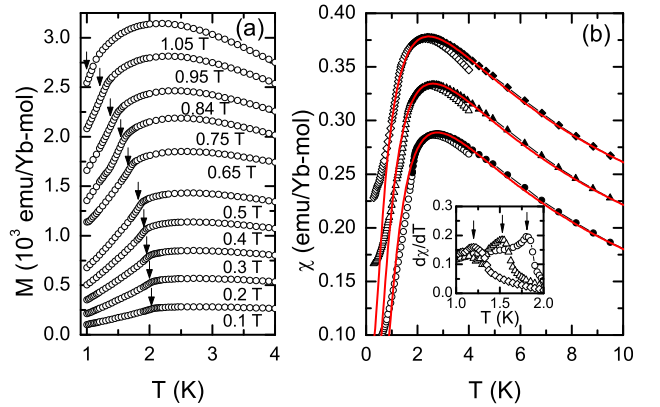 (a)
1.05 T
0.95 T
0.84 T
0.75 T
0.65 T
0.5 T
0.4 T
0.3 T
0.2 T
0.1 T
3.0
2.5
2.0
1.5
1.0
0.5
0.0
M (10³ emu/Yb-mol)
1 2 3 4
T (K)
(b)
0.40
0.35
0.30
0.25
0.20
0.15
0.10
χ (emu/Yb-mol)
0.3
0.2
0.1
0.0
dχ/dT
1.0 1.5 2.0
T (K)
0 2 4 6 8 10
T (K)